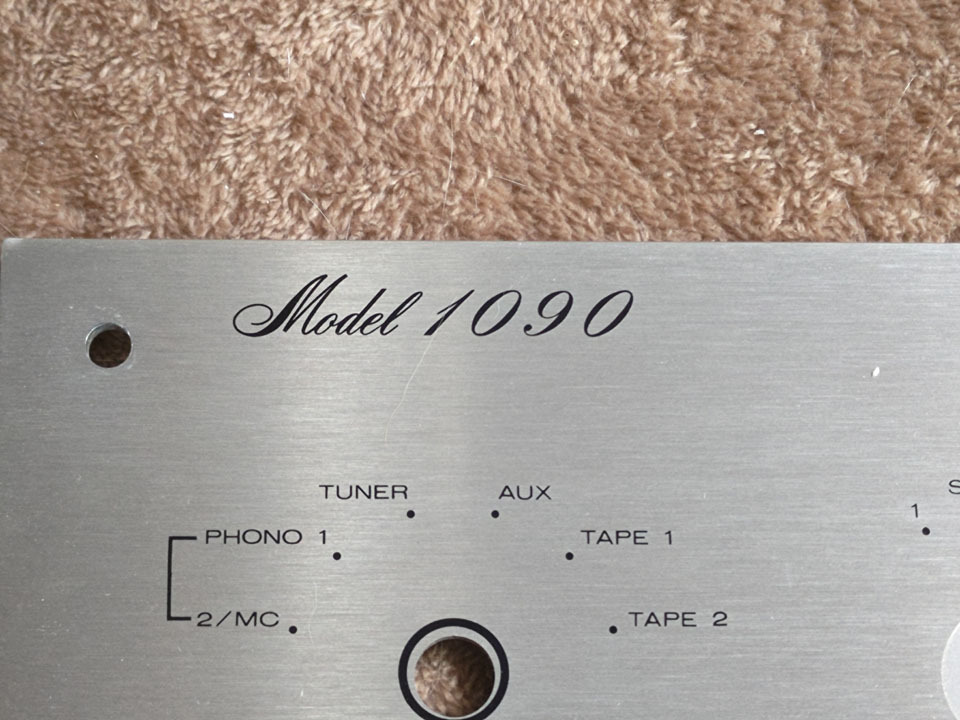 Model 1090
S
TUNER AUX
1
PHONO 1 TAPE 1
2/MC TAPE 2